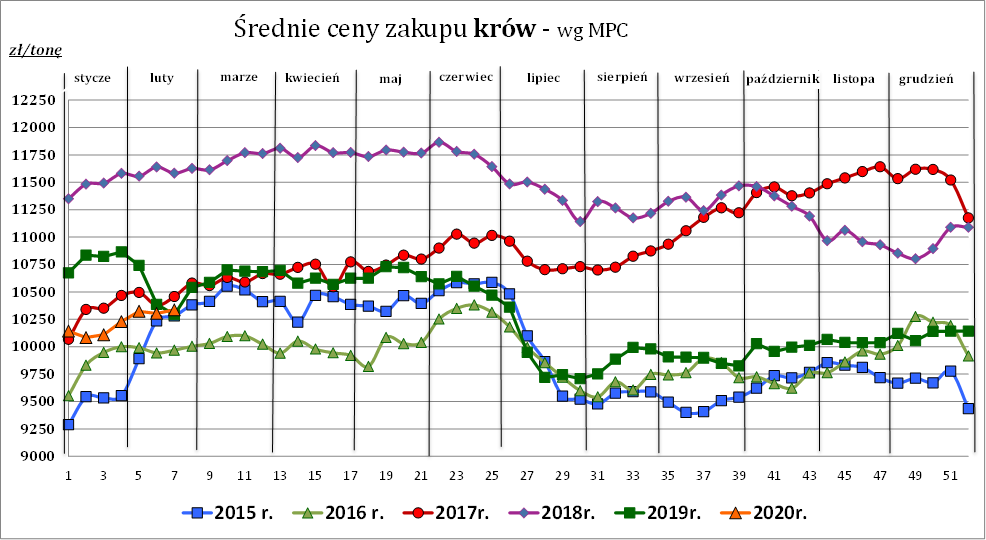 Średnie ceny zakupu krów - wg MPC
zł/tonę
stycze luty marze kwiecień maj czerwiec lipiec sierpień wrzesień październik listopa grudzień
12250
12000
11750
11500
11250
11000
10750
10500
10250
10000
9750
9500
9250
9000
1 3 5 7 9 11 13 15 17 19 21 23 25 27 29 31 33 35 37 39 41 43 45 47 49 51
2015 r. 2016 r. 2017r. 2018r. 2019r. 2020r.